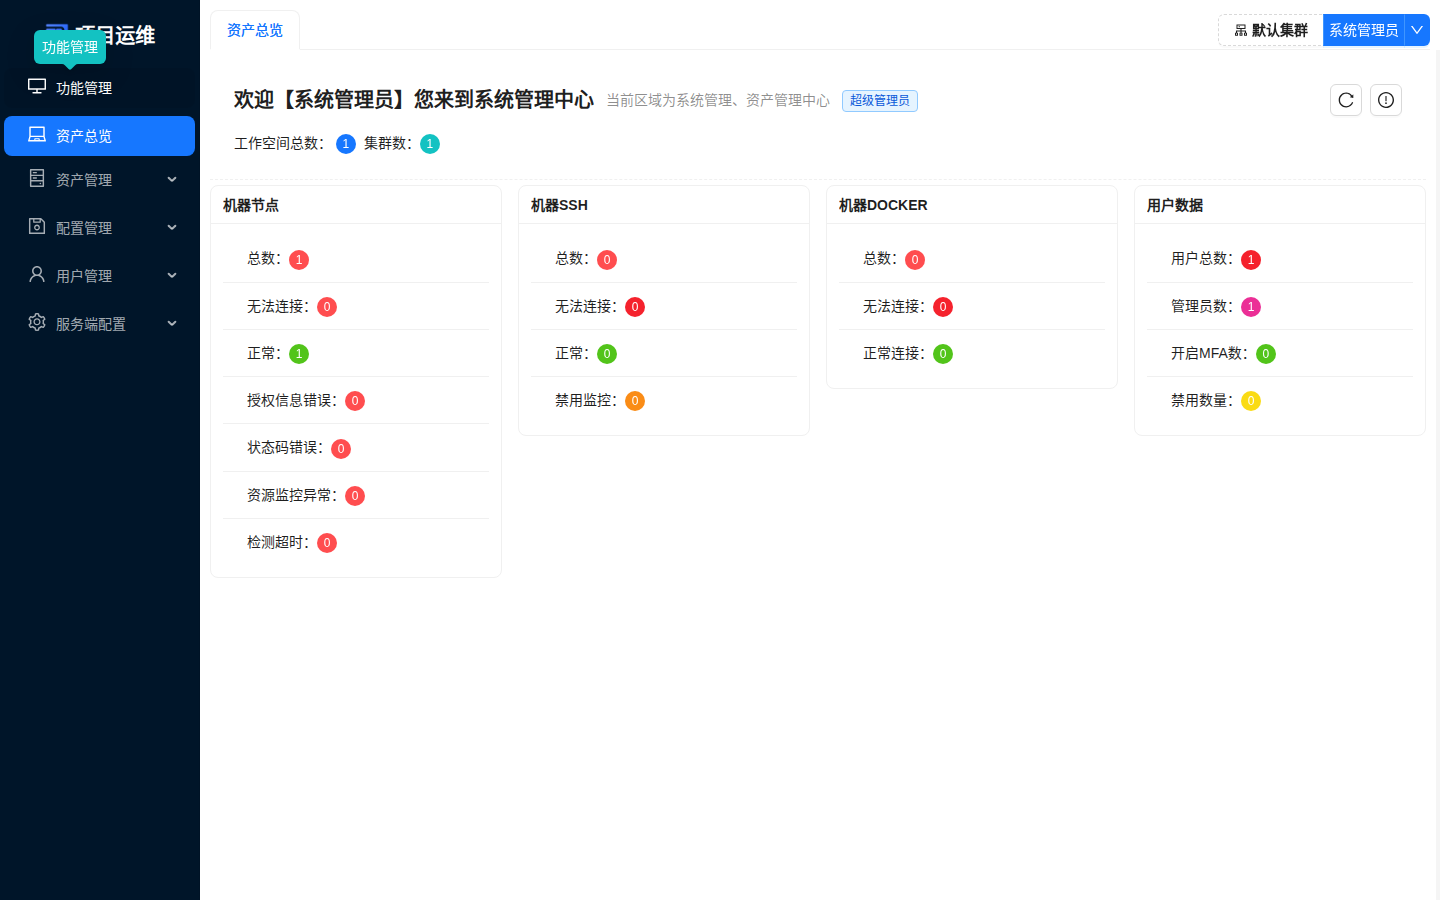 项目运维
功能管理
功能管理
资产总览
资产管理
配置管理
用户管理
服务端配置
资产总览
默认集群
系统管理员
欢迎【系统管理员】您来到系统管理中心 当前区域为系统管理、资产管理中心 超级管理员
工作空间总数： 1 集群数： 1
机器节点
总数： 1
无法连接： 0
正常： 1
授权信息错误： 0
状态码错误： 0
资源监控异常： 0
检测超时： 0
机器SSH
总数： 0
无法连接： 0
正常： 0
禁用监控： 0
机器DOCKER
总数： 0
无法连接： 0
正常连接： 0
用户数据
用户总数： 1
管理员数： 1
开启MFA数： 0
禁用数量： 0